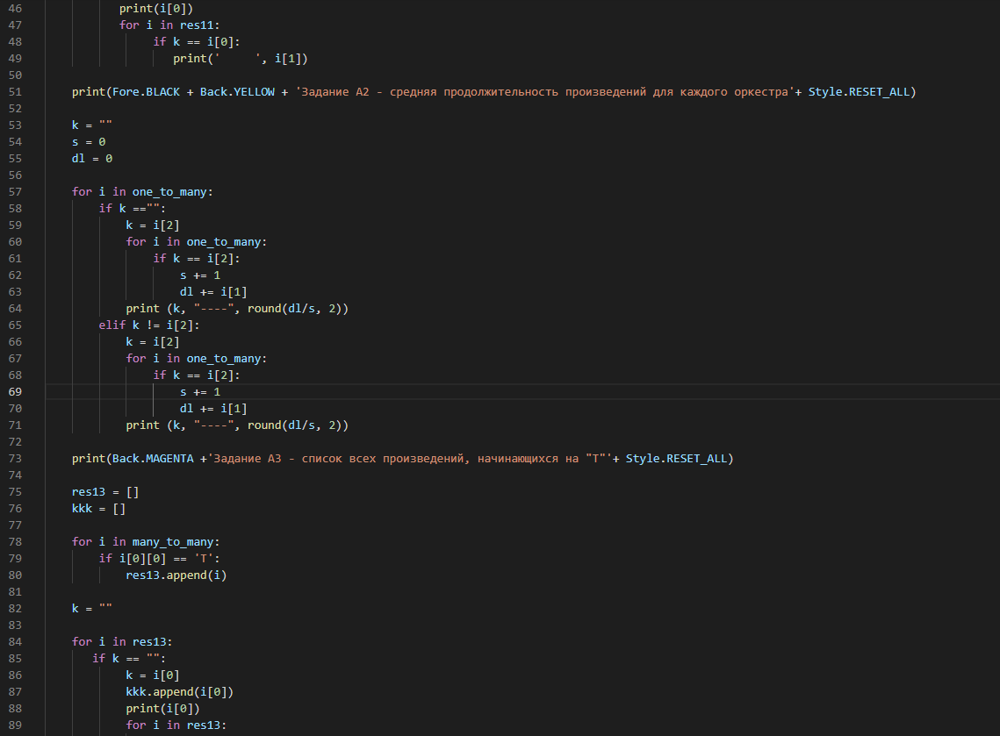 46 print(i[0])
47 for i in res11:
48 if k == i[0]:
49 print('     ', i[1])
50
51 print(Fore.BLACK + Back.YELLOW + 'Задание А2 - средняя продолжительность произведений для каждого оркестра'+ Style.RESET_ALL)
52
53 k = ""
54 s = 0
55 dl = 0
56
57 for i in one_to_many:
58 if k =="":
59 k = i[2]
60 for i in one_to_many:
61 if k == i[2]:
62 s += 1
63 dl += i[1]
64 print (k, "----", round(dl/s, 2))
65 elif k != i[2]:
66 k = i[2]
67 for i in one_to_many:
68 if k == i[2]:
69 s += 1
70 dl += i[1]
71 print (k, "----", round(dl/s, 2))
72
73 print(Back.MAGENTA +'Задание А3 - список всех произведений, начинающихся на "Т"'+ Style.RESET_ALL)
74
75 res13 = []
76 kkk = []
77
78 for i in many_to_many:
79 if i[0][0] == 'Т':
80 res13.append(i)
81
82 k = ""
83
84 for i in res13:
85 if k == "":
86 k = i[0]
87 kkk.append(i[0])
88 print(i[0])
89 for i in res13: